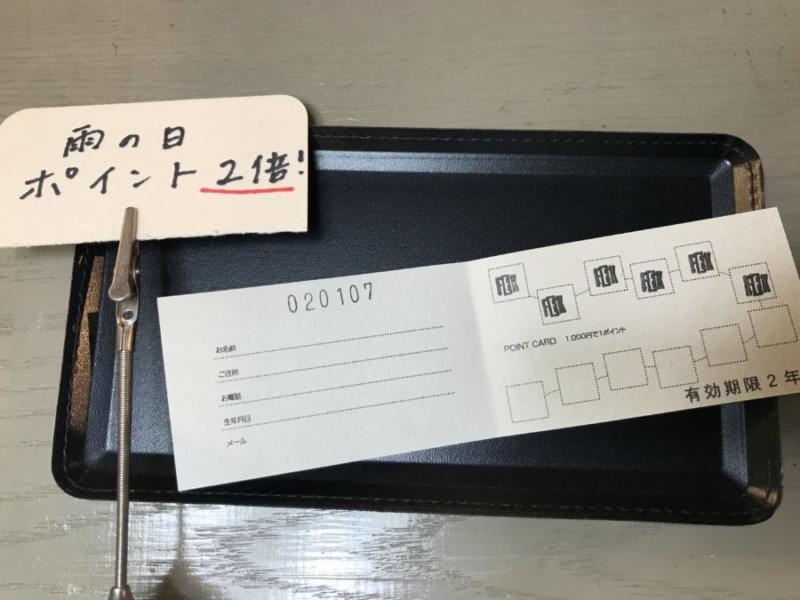 雨の日
ポイント2倍!
020107
お名前
ご住所
お電話
生年月日
メール
POINT CARD 1,000円で1ポイント
有効期限2年